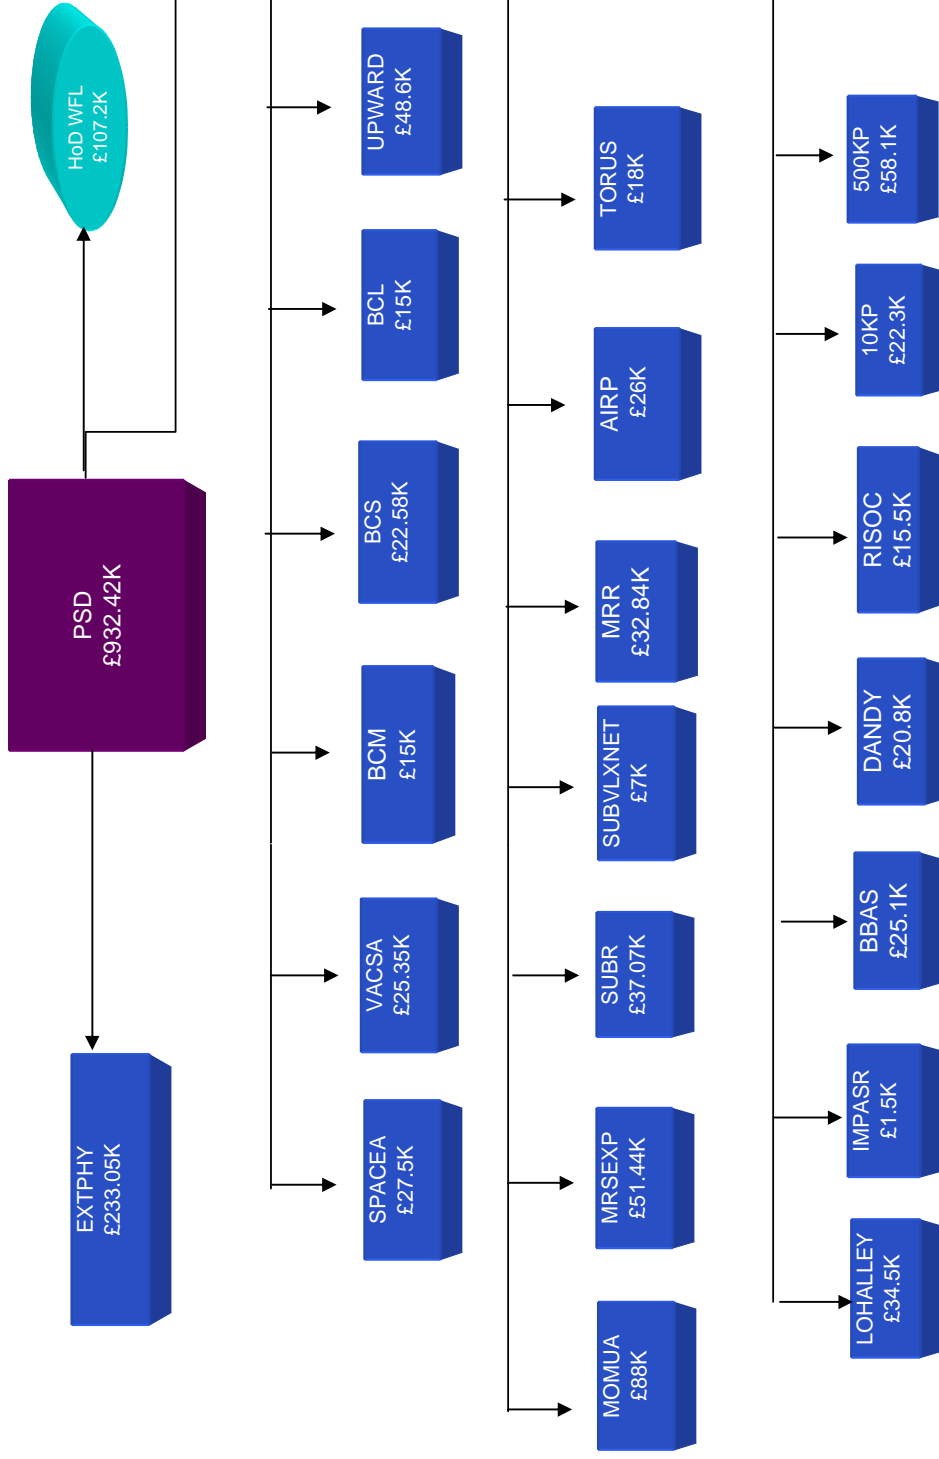 PSD
£932.42K
EXTPHY
£233.05K
HoD WFL
£107.2K
SPACEA
£27.5K
VACSA
£25.35K
BCM
£15K
BCS
£22.58K
BCL
£15K
UPWARD
£48.6K
MOMUA
£88K
MRSEXP
£51.44K
SUBR
£37.07K
SUBVLXNET
£7K
MRR
£32.84K
AIRP
£26K
TORUS
£18K
LOHALLEY
£34.5K
IMPASR
£1.5K
BBAS
£25.1K
DANDY
£20.8K
RISOC
£15.5K
10KP
£22.3K
500KP
£58.1K